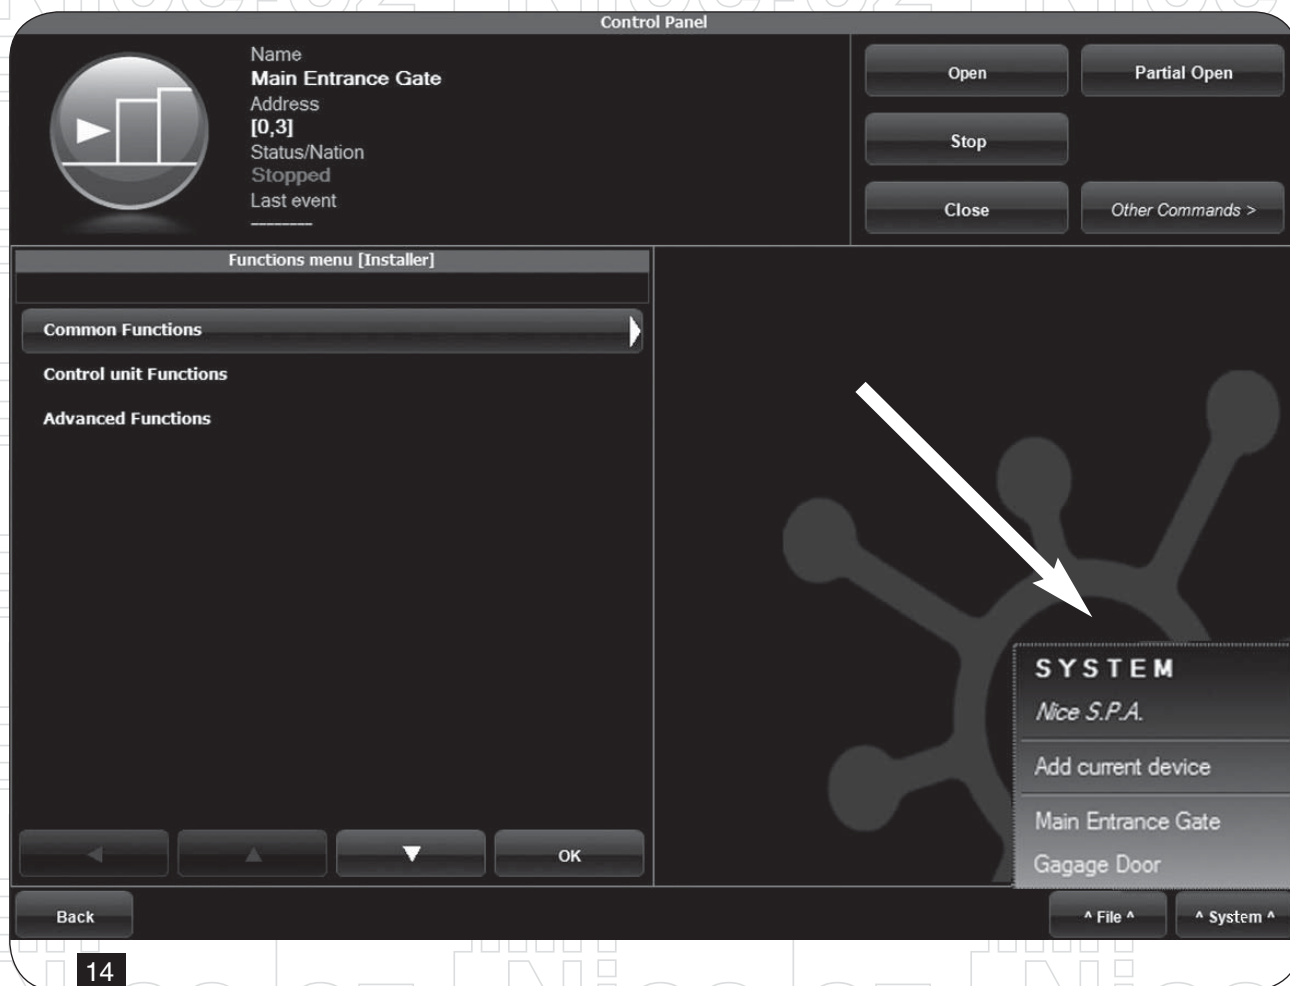 Control Panel
Name
Main Entrance Gate
Address
[0,3]
Status/Nation
Stopped
Last event
--------
Open
Partial Open
Stop
Close
Other Commands >
Functions menu [Installer]
Common Functions
Control unit Functions
Advanced Functions
OK
SYSTEM
Nice S.P.A.
Add current device
Main Entrance Gate
Gagage Door
Back
^ File ^
^ System ^
14